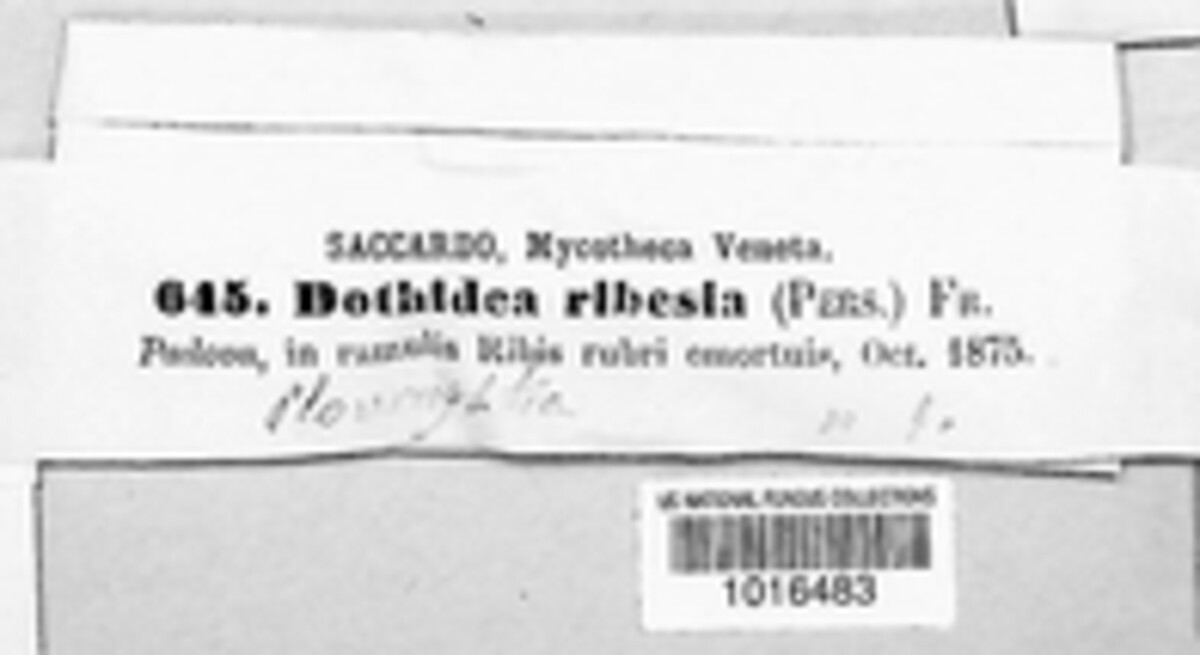 SACCARDO, Mycotheca Veneta.
645. Dothidea ribesia (PERS.) FR.
Padova, in ramulis Ribis rubri emortuis, Oct. 1875.
US NATIONAL FUNGUS COLLECTIONS
1016483